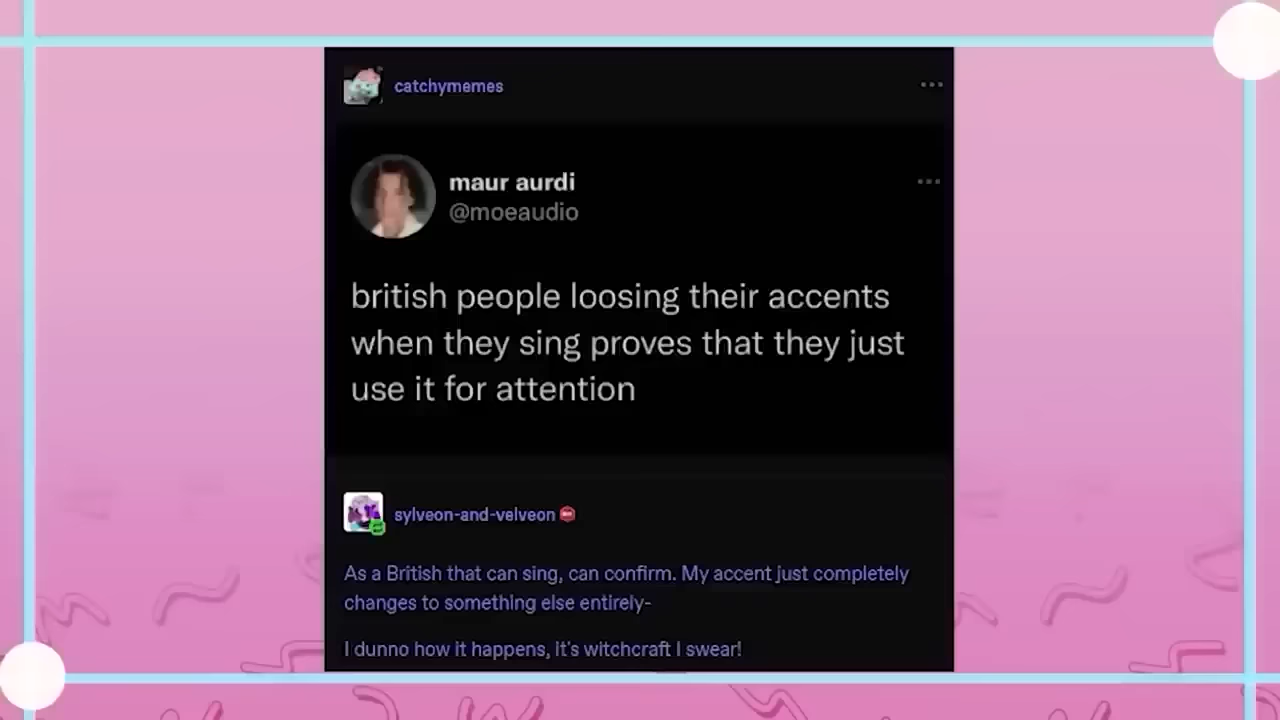 catchymemes
maur aurdi
@moeaudio
british people loosing their accents
when they sing proves that they just
use it for attention
sylveon-and-velveon
As a British that can sing, can confirm. My accent just completely
changes to something else entirely-
I dunno how it happens, it's witchcraft I swear!